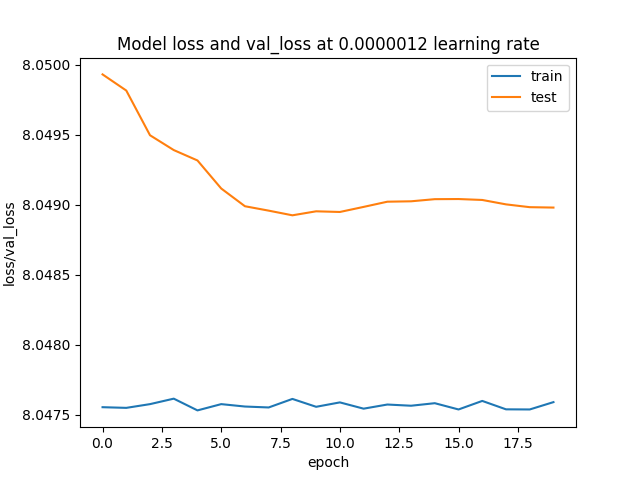 Model loss and val_loss at 0.0000012 learning rate
8.0500
8.0495
8.0490
8.0485
8.0480
8.0475
loss/val_loss
train
test
0.0 2.5 5.0 7.5 10.0 12.5 15.0 17.5
epoch